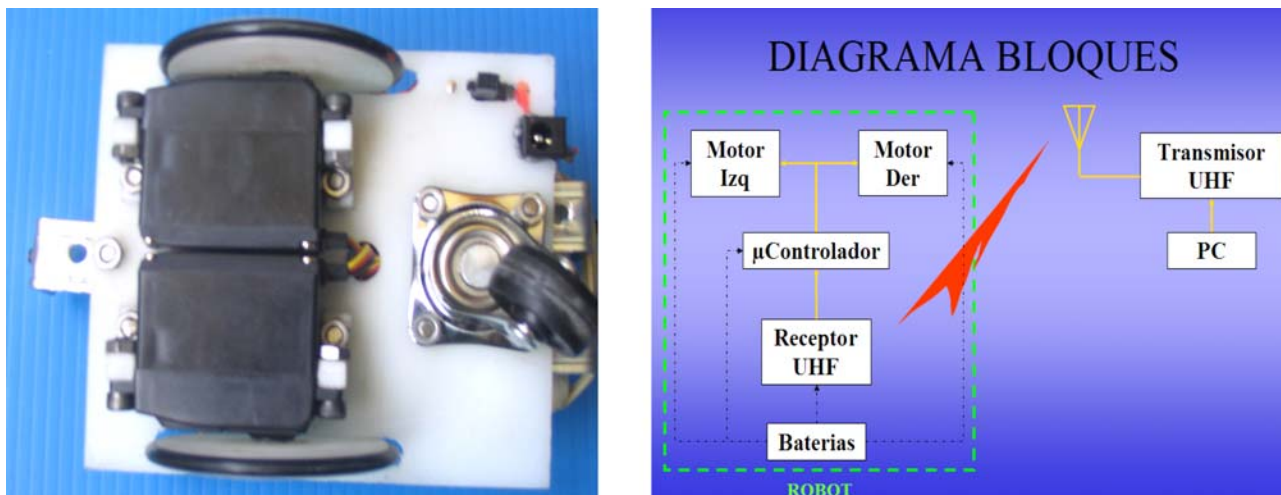 DIAGRAMA BLOQUES
Motor
Izq
Motor
Der
Transmisor
UHF
µControlador
PC
Receptor
UHF
Baterias
ROBOT